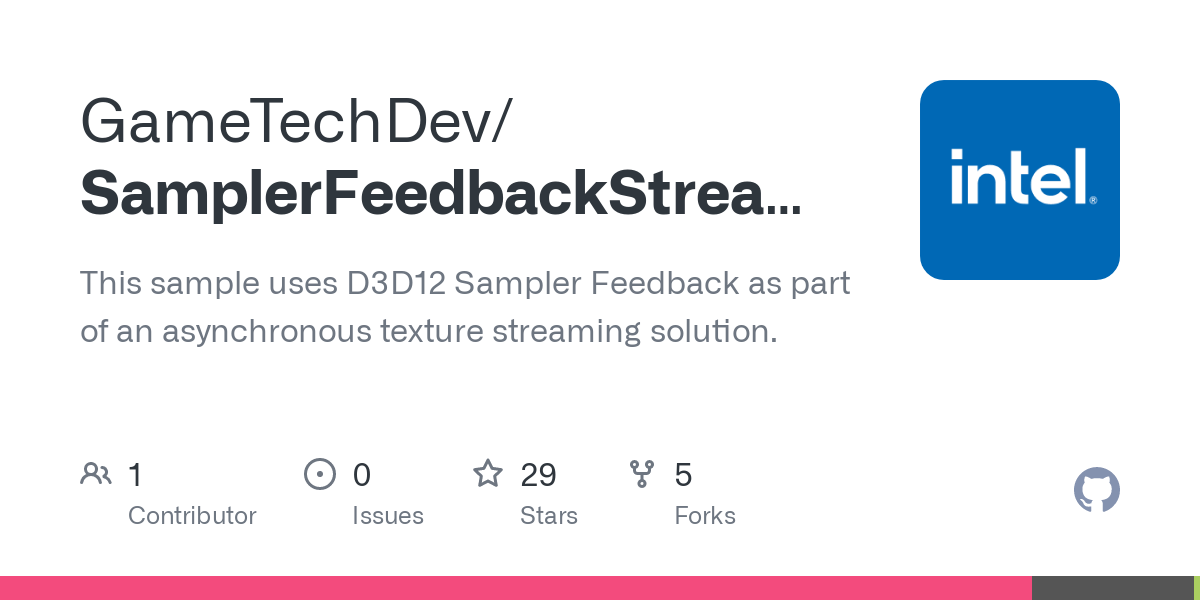 GameTechDev/
SamplerFeedbackStrea...
intel®
This sample uses D3D12 Sampler Feedback as part
of an asynchronous texture streaming solution.
1 0 29 5
Contributor Issues Stars Forks